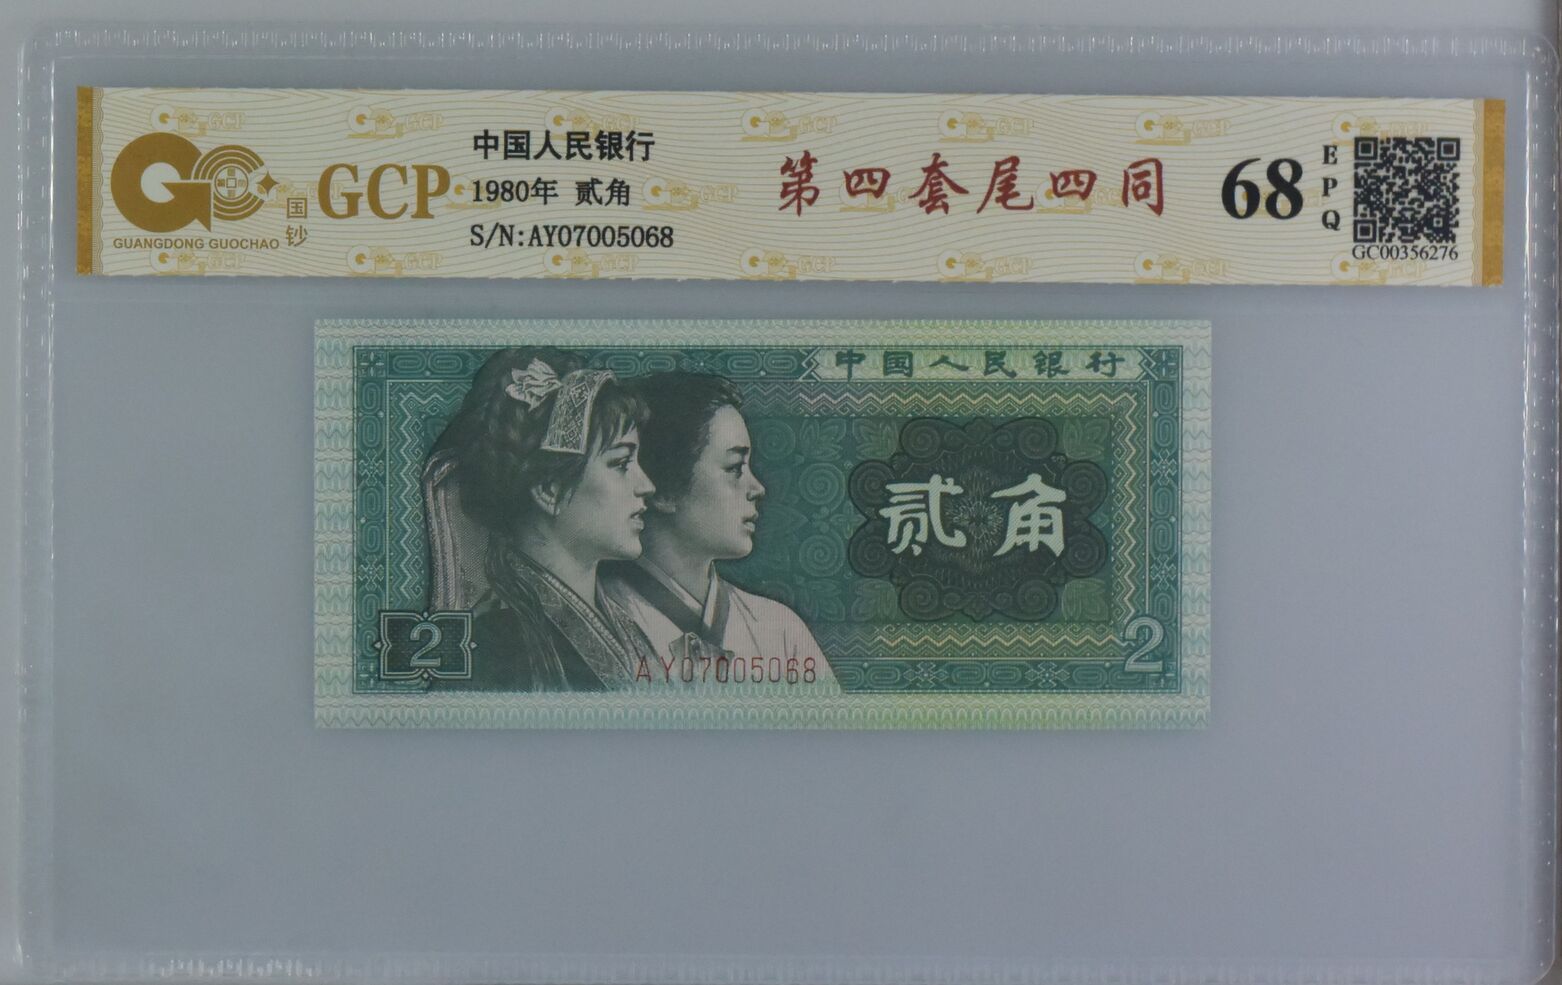 GUANGDONG GUOCHAO
国钞
GCP
中国人民银行
1980年 贰角
S/N:AY07005068
第四套尾四同
68
EPQ
GC00356276
中国人民银行
贰角
2
2
AY07005068